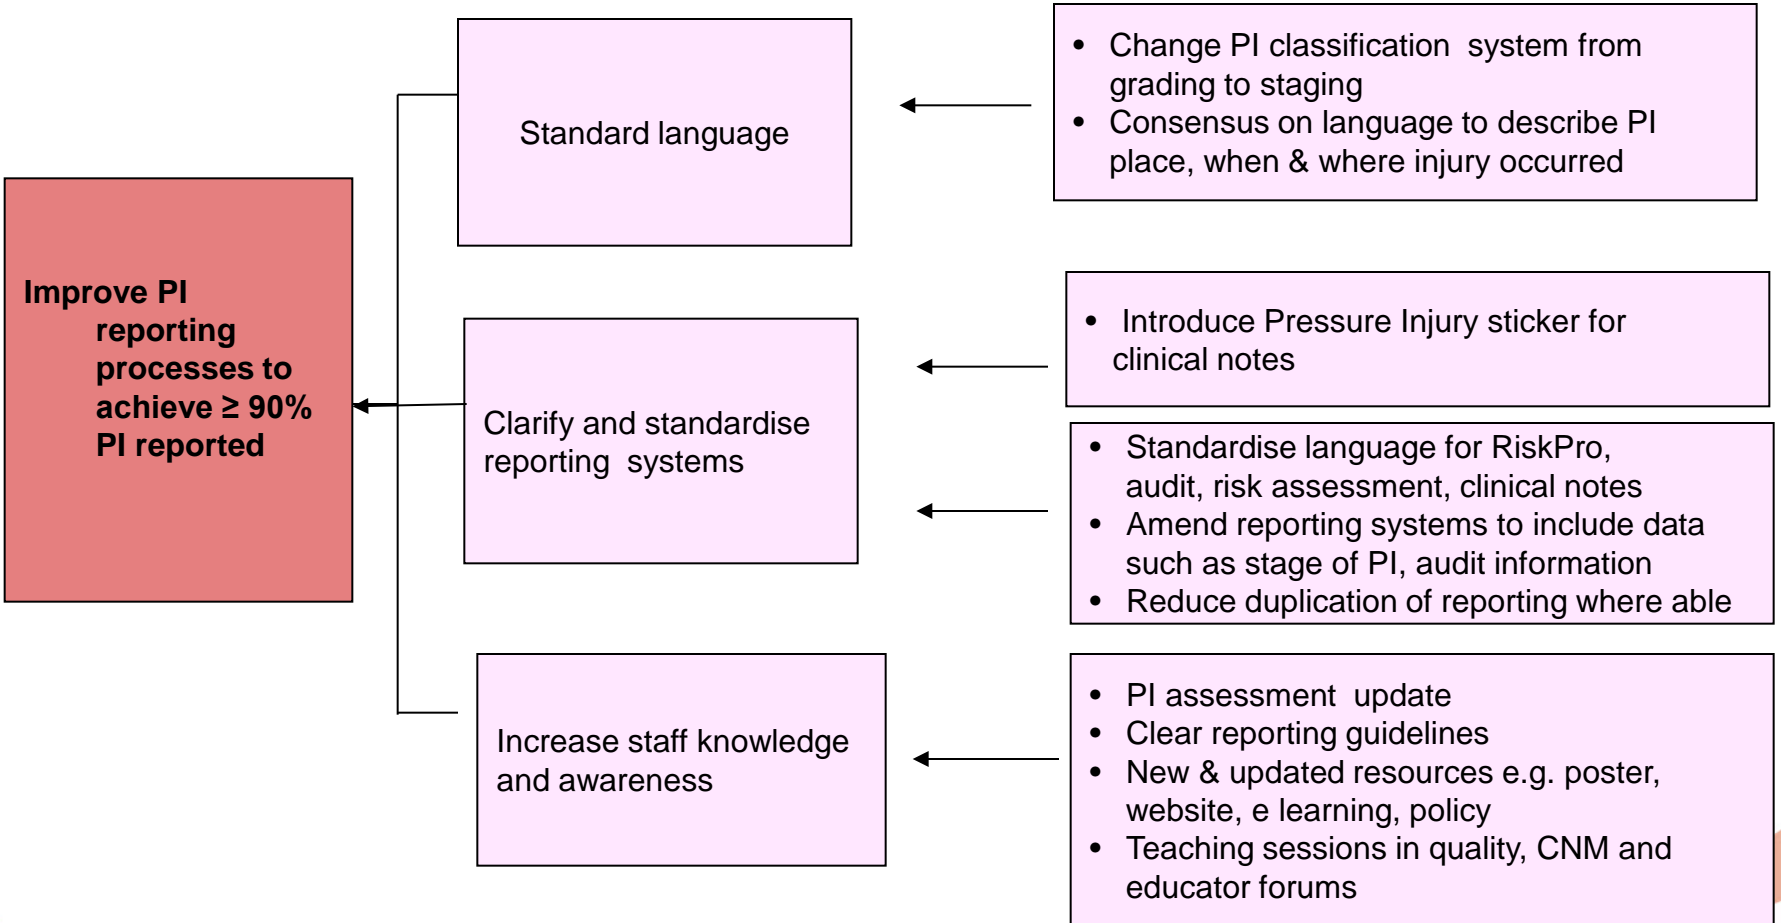 Improve PI
reporting
processes to
achieve ≥ 90%
PI reported
Standard language
• Change PI classification system from
grading to staging
• Consensus on language to describe PI
place, when & where injury occurred
Clarify and standardise
reporting systems
• Introduce Pressure Injury sticker for
clinical notes
• Standardise language for RiskPro,
audit, risk assessment, clinical notes
• Amend reporting systems to include data
such as stage of PI, audit information
• Reduce duplication of reporting where able
Increase staff knowledge
and awareness
• PI assessment update
• Clear reporting guidelines
• New & updated resources e.g. poster,
website, e learning, policy
• Teaching sessions in quality, CNM and
educator forums